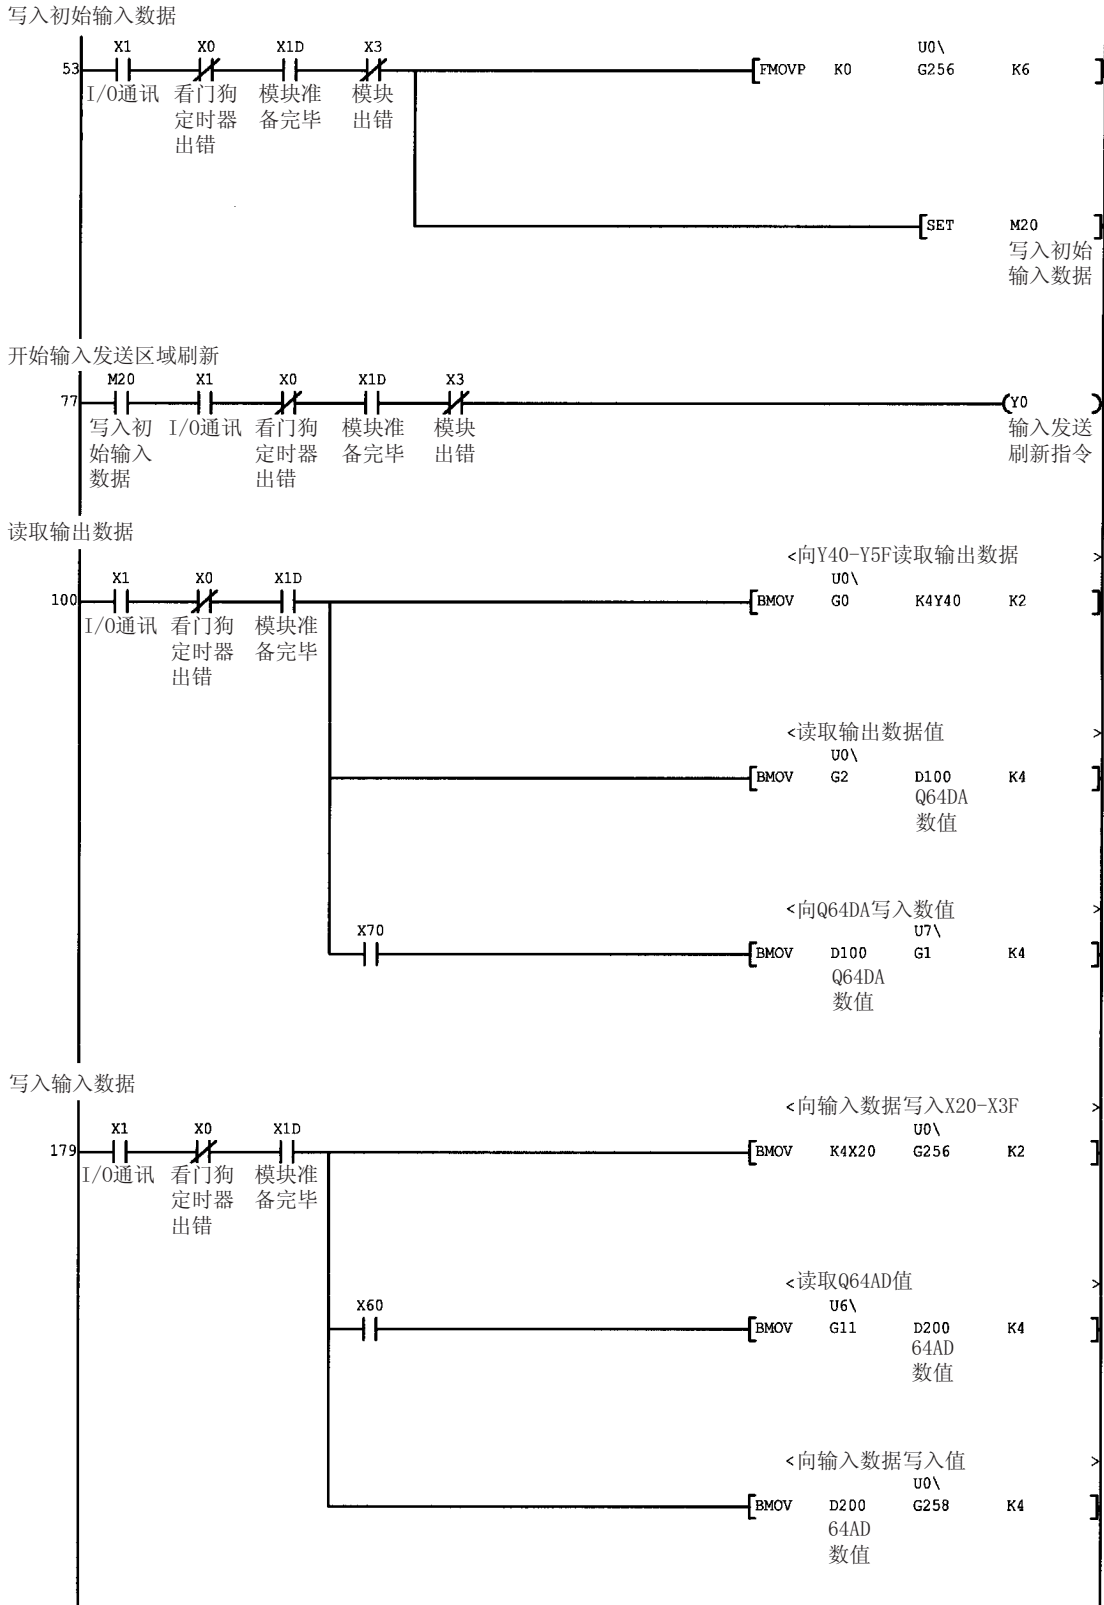 写入初始输入数据
X1 X0 X1D X3 U0\
53 FMOVP K0 G256 K6
I/O通讯 看门狗 模块准 模块
定时器 备完毕 出错
出错
SET M20
写入初始
输入数据
开始输入发送区域刷新
M20 X1 X0 X1D X3
77 Y0
写入初 I/O通讯 看门狗 模块准 模块 输入发送
始输入 定时器 备完毕 出错 刷新指令
数据 出错
读取输出数据
<向Y40-Y5F读取输出数据 >
X1 X0 X1D U0\
100 BMOV G0 K4Y40 K2
I/O通讯 看门狗 模块准
定时器 备完毕
出错
<读取输出数据值 >
U0\
BMOV G2 D100 K4
Q64DA
数值
<向Q64DA写入数值 >
X70 U7\
BMOV D100 G1 K4
Q64DA
数值
写入输入数据
<向输入数据写入X20-X3F >
X1 X0 X1D U0\
179 BMOV K4X20 G256 K2
I/O通讯 看门狗 模块准
定时器 备完毕
出错
<读取Q64AD值 >
X60 U6\
BMOV G11 D200 K4
64AD
数值
<向输入数据写入值 >
U0\
BMOV D200 G258 K4
64AD
数值